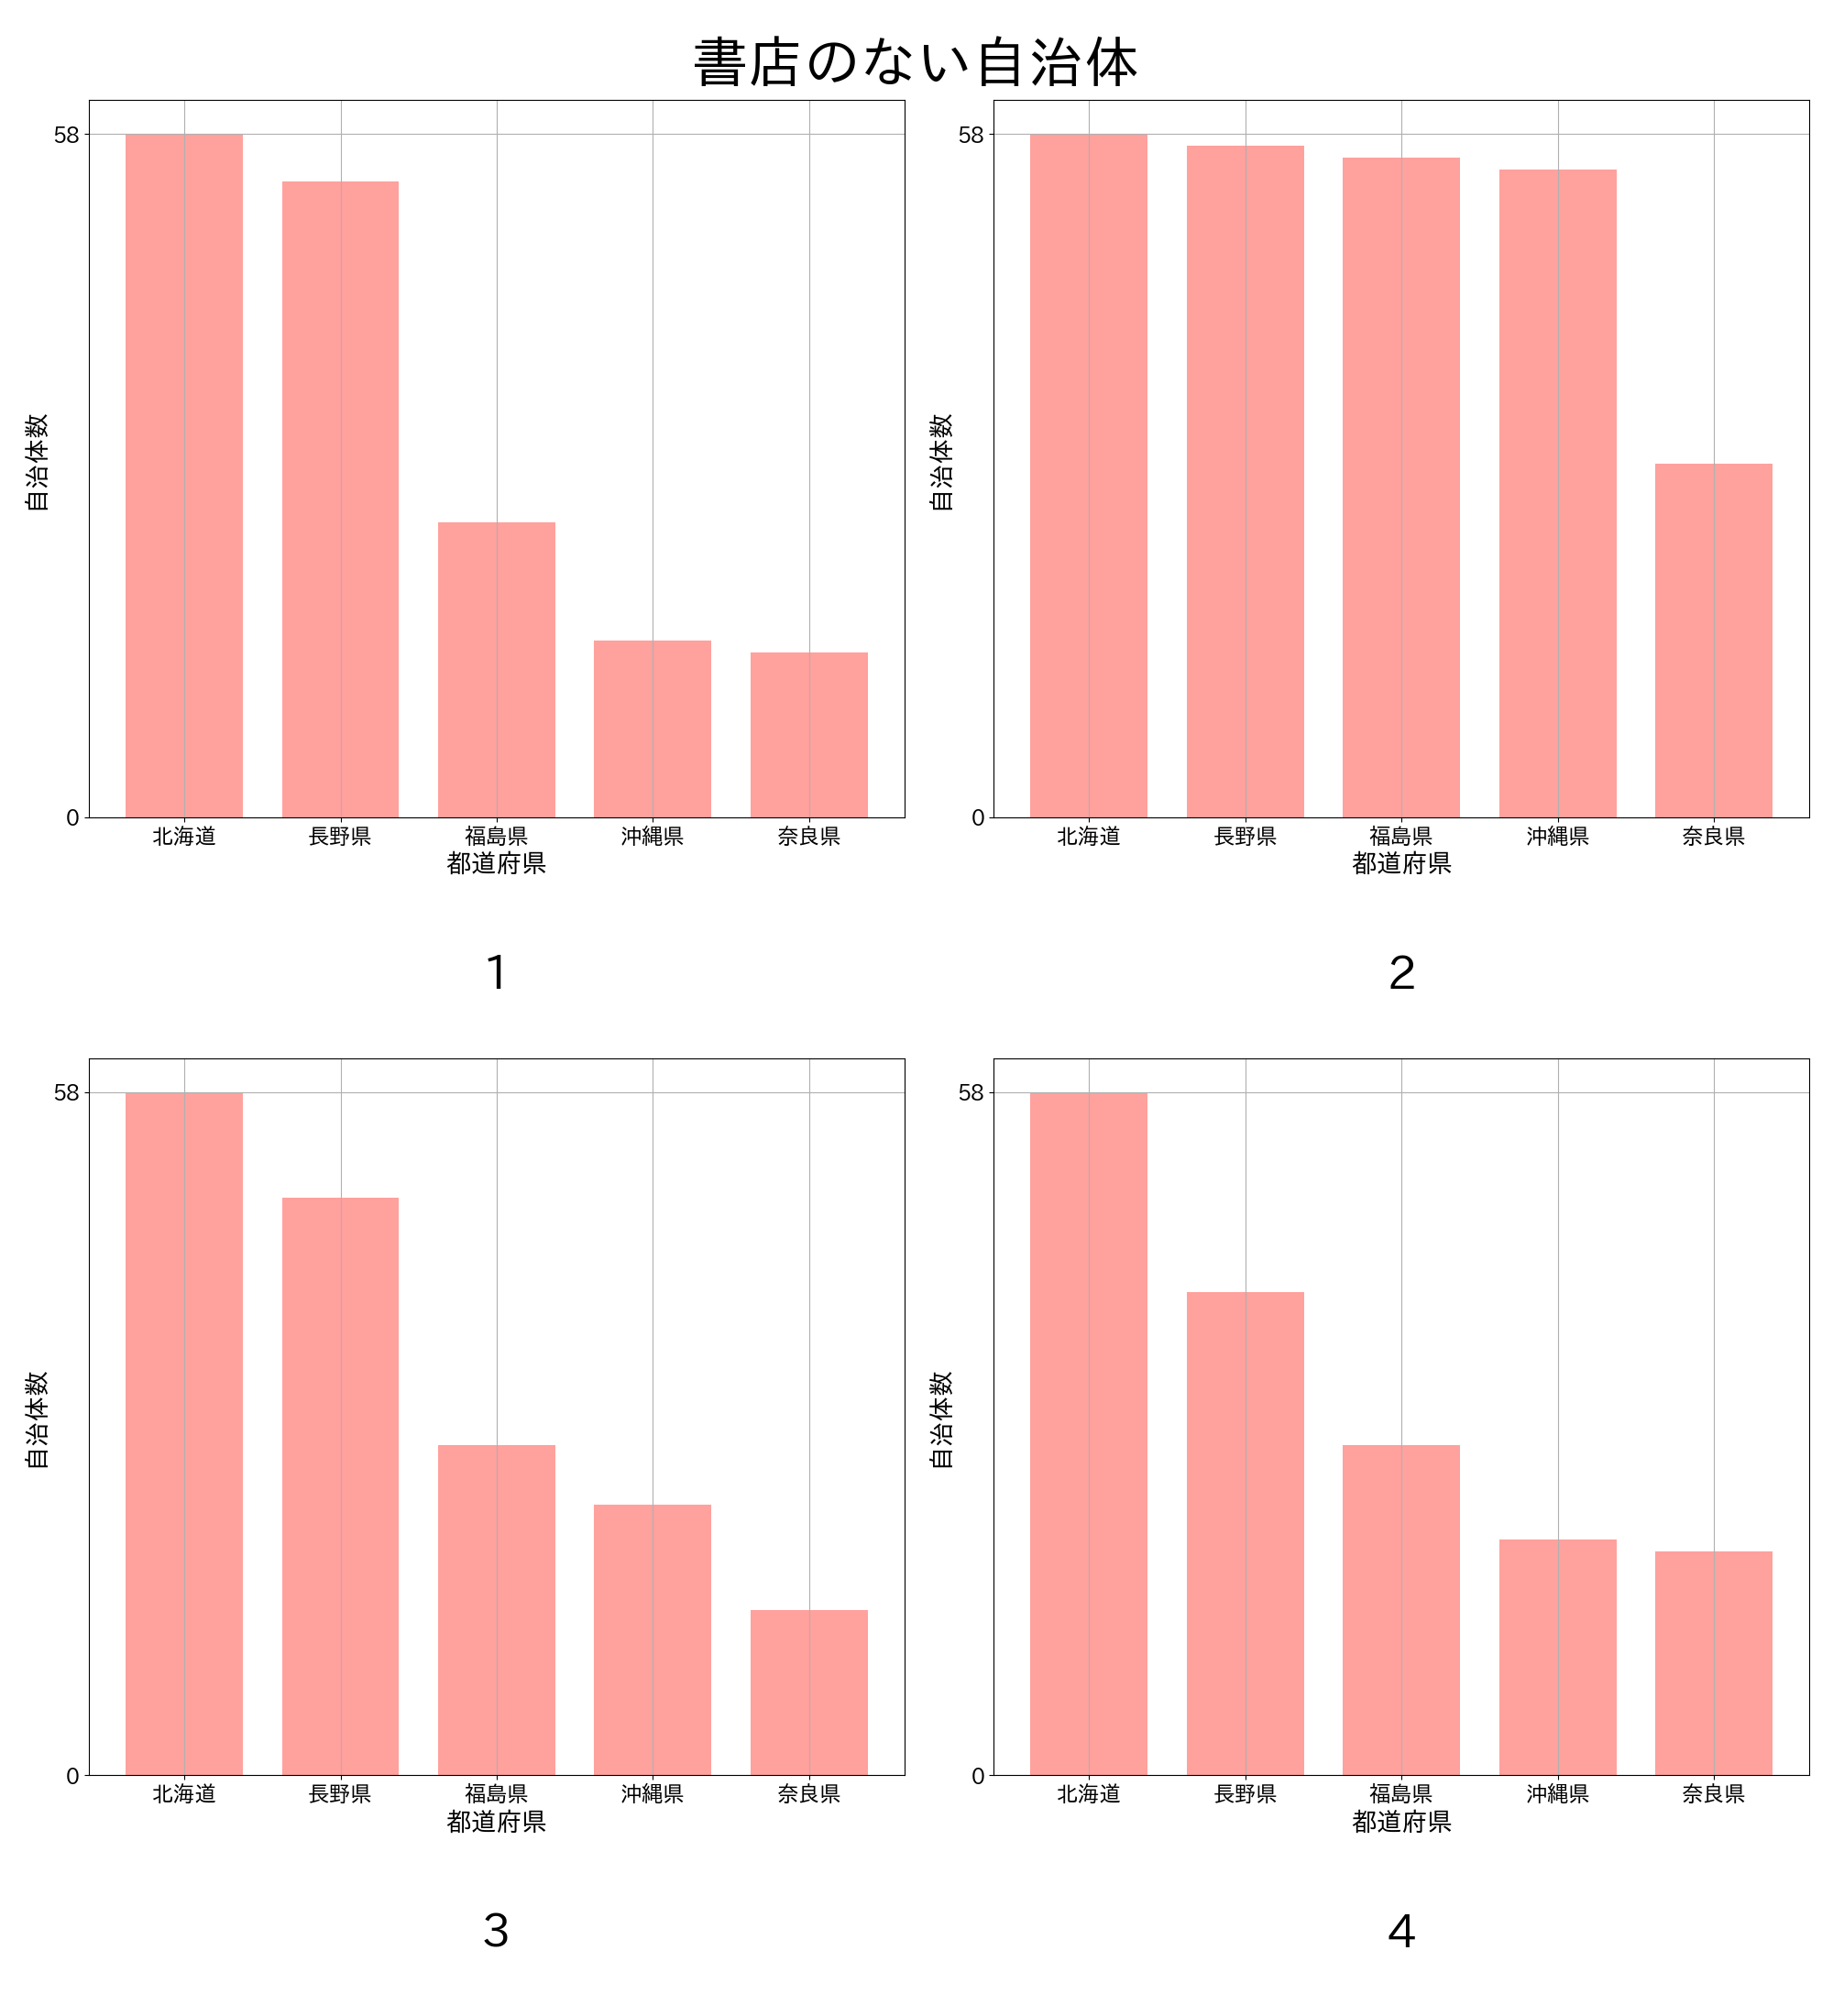 書店のない自治体
58
0
自治体数
北海道 長野県 福島県 沖縄県 奈良県
都道府県
1
58
0
自治体数
北海道 長野県 福島県 沖縄県 奈良県
都道府県
2
58
0
自治体数
北海道 長野県 福島県 沖縄県 奈良県
都道府県
3
58
0
自治体数
北海道 長野県 福島県 沖縄県 奈良県
都道府県
4